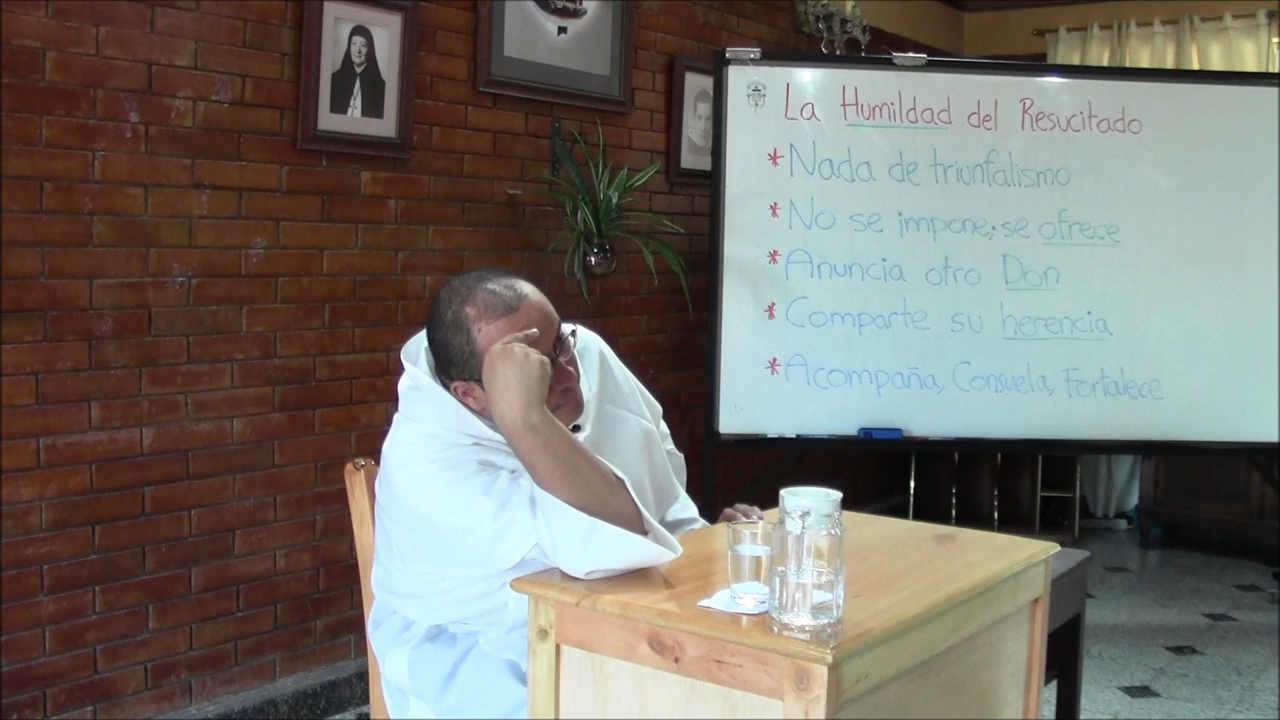 La Humildad del Resucitado
* Nada de triunfalismo
* No se impone; se ofrece
* Anuncia otro Don
* Comparte su herencia
* Acompaña, Consuela, Fortalece